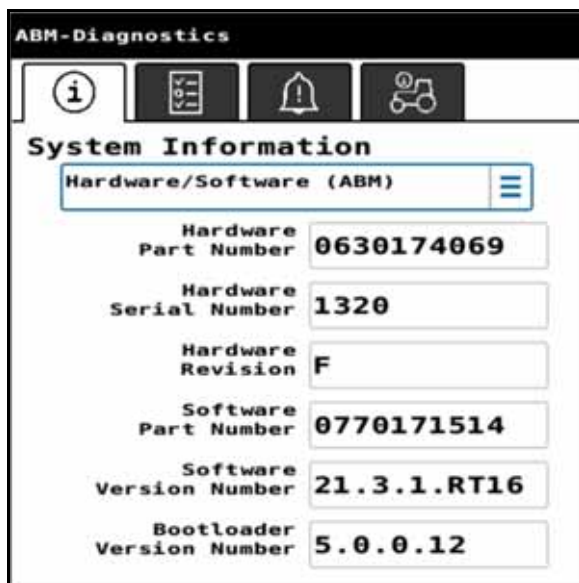 ABM-Diagnostics
System Information
Hardware/Software (ABM)
Hardware
Part Number 0630174069
Hardware
Serial Number 1320
Hardware
Revision F
Software
Part Number 0770171514
Software
Version Number 21.3.1.RT16
Bootloader
Version Number 5.0.0.12